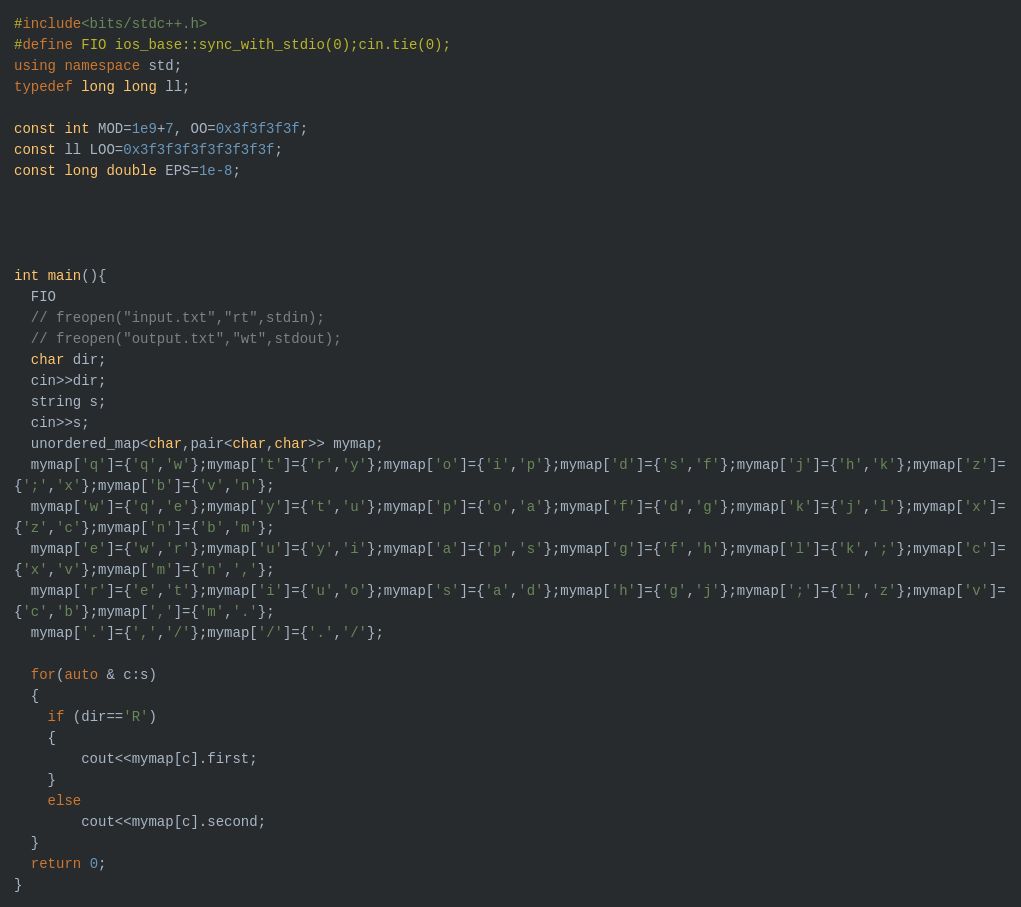 #include<bits/stdc++.h>
#define FIO ios_base::sync_with_stdio(0);cin.tie(0);
using namespace std;
typedef long long ll;
const int MOD=1e9+7, OO=0x3f3f3f3f;
const ll LOO=0x3f3f3f3f3f3f3f3f;
const long double EPS=1e-8;
int main(){
  FIO
  // freopen("input.txt","rt",stdin);
  // freopen("output.txt","wt",stdout);
  char dir;
  cin>>dir;
  string s;
  cin>>s;
  unordered_map<char,pair<char,char>> mymap;
  mymap['q']={'q','w'};mymap['t']={'r','y'};mymap['o']={'i','p'};mymap['d']={'s','f'};mymap['j']={'h','k'};mymap['z']=
{';','x'};mymap['b']={'v','n'};
  mymap['w']={'q','e'};mymap['y']={'t','u'};mymap['p']={'o','a'};mymap['f']={'d','g'};mymap['k']={'j','l'};mymap['x']=
{'z','c'};mymap['n']={'b','m'};
  mymap['e']={'w','r'};mymap['u']={'y','i'};mymap['a']={'p','s'};mymap['g']={'f','h'};mymap['l']={'k',';'};mymap['c']=
{'x','v'};mymap['m']={'n',','};
  mymap['r']={'e','t'};mymap['i']={'u','o'};mymap['s']={'a','d'};mymap['h']={'g','j'};mymap[';']={'l','z'};mymap['v']=
{'c','b'};mymap[',']={'m','.'};
  mymap['.']={',','/'};mymap['/']={'.','/'};
  for(auto & c:s)
  {
    if (dir=='R')
    {
        cout<<mymap[c].first;
    }
    else
        cout<<mymap[c].second;
  }
  return 0;
}